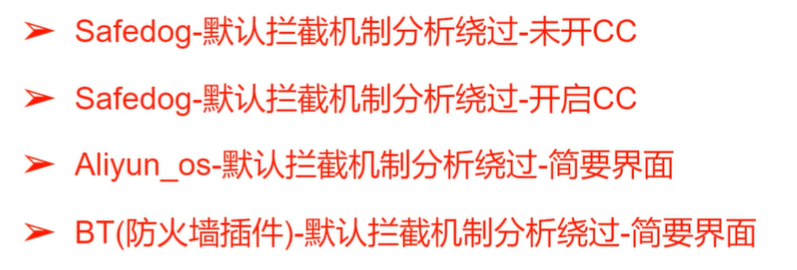 ➢ Safedog-默认拦截机制分析绕过-未开CC
➢ Safedog-默认拦截机制分析绕过-开启CC
➢ Aliyun_os-默认拦截机制分析绕过-简要界面
➢ BT(防火墙插件)-默认拦截机制分析绕过-简要界面